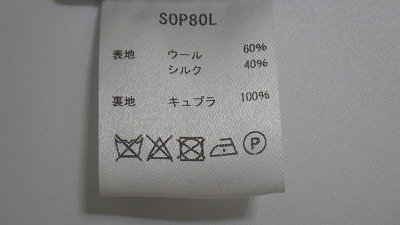 SOP80L
表地 ウール 60%
シルク 40%
裏地 キュプラ 100%
P